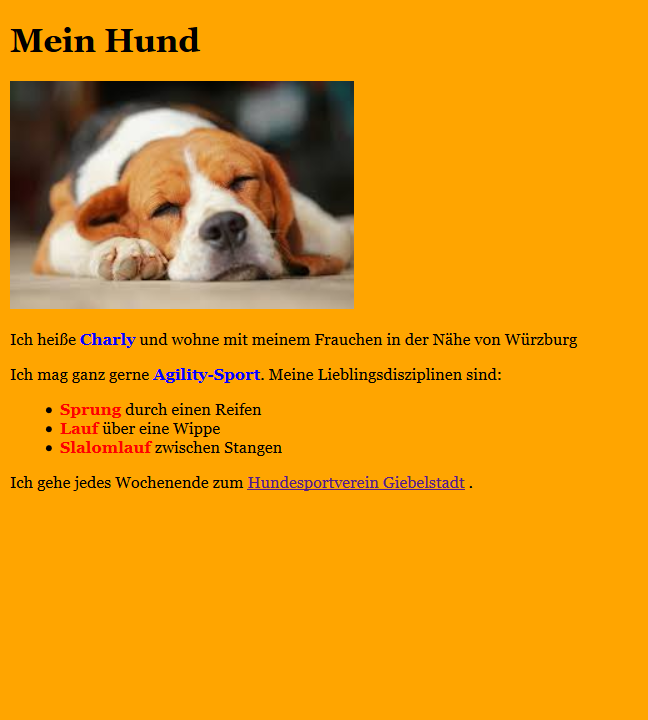 Mein Hund
Ich heiße Charly und wohne mit meinem Frauchen in der Nähe von Würzburg
Ich mag ganz gerne Agility-Sport. Meine Lieblingsdisziplinen sind:
• Sprung durch einen Reifen
• Lauf über eine Wippe
• Slalomlauf zwischen Stangen
Ich gehe jedes Wochenende zum Hundesportverein Giebelstadt .